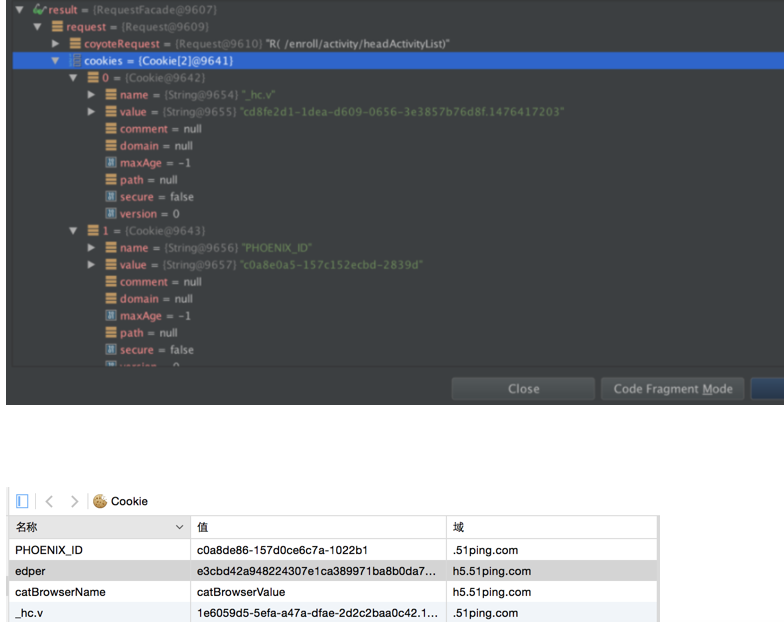 result = {RequestFacade@9607}
request = {Request@9609}
coyoteRequest = {Request@9610} "R( /enroll/activity/headActivityList)"
cookies = {Cookie[2]@9641}
0 = {Cookie@9642}
name = {String@9654} "_hc.v"
value = {String@9655} "cd8fe2d1-1dea-d609-0656-3e3857b76d8f.1476417203"
comment = null
domain = null
maxAge = -1
path = null
secure = false
version = 0
1 = {Cookie@9643}
name = {String@9656} "PHOENIX_ID"
value = {String@9657} "c0a8e0a5-157c152ecbd-2839d"
comment = null
domain = null
maxAge = -1
path = null
secure = false
Close Code Fragment Mode
Cookie
名称 值 域
PHOENIX_ID c0a8de86-157d0ce6c7a-1022b1 .51ping.com
edper e3cbd42a948224307e1ca389971ba8b0da7... h5.51ping.com
catBrowserName catBrowserValue h5.51ping.com
_hc.v 1e6059d5-5efa-a47a-dfae-2d2c2baa0c42.1... .51ping.com